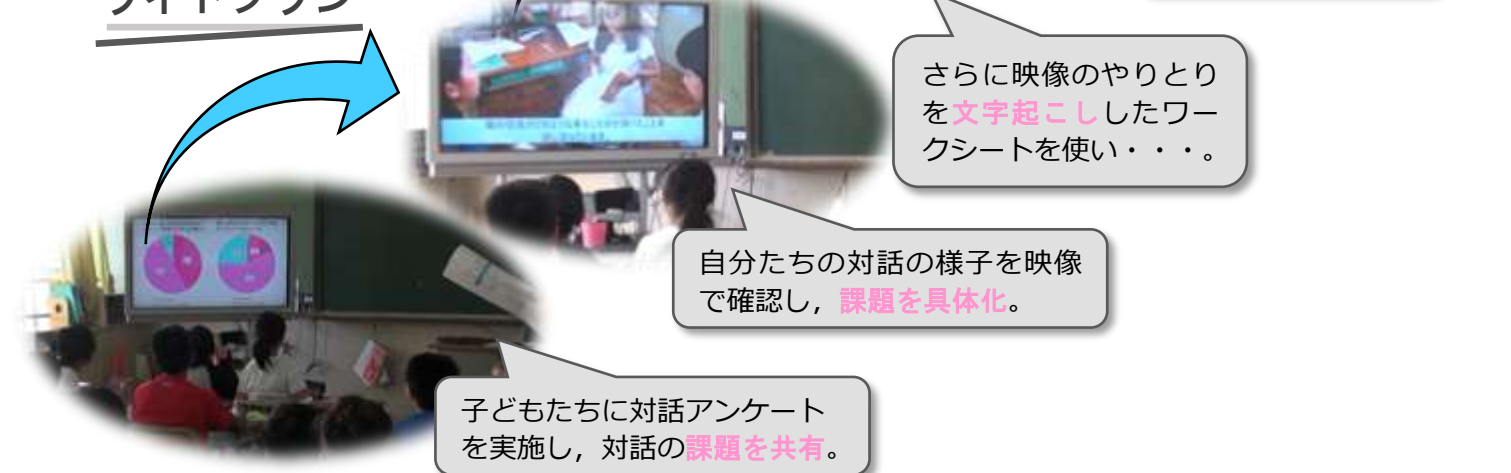 さらに映像のやりとり
を文字起こししたワー
クシートを使い・・・。
自分たちの対話の様子を映像
で確認し，課題を具体化。
子どもたちに対話アンケート
を実施し，対話の課題を共有。